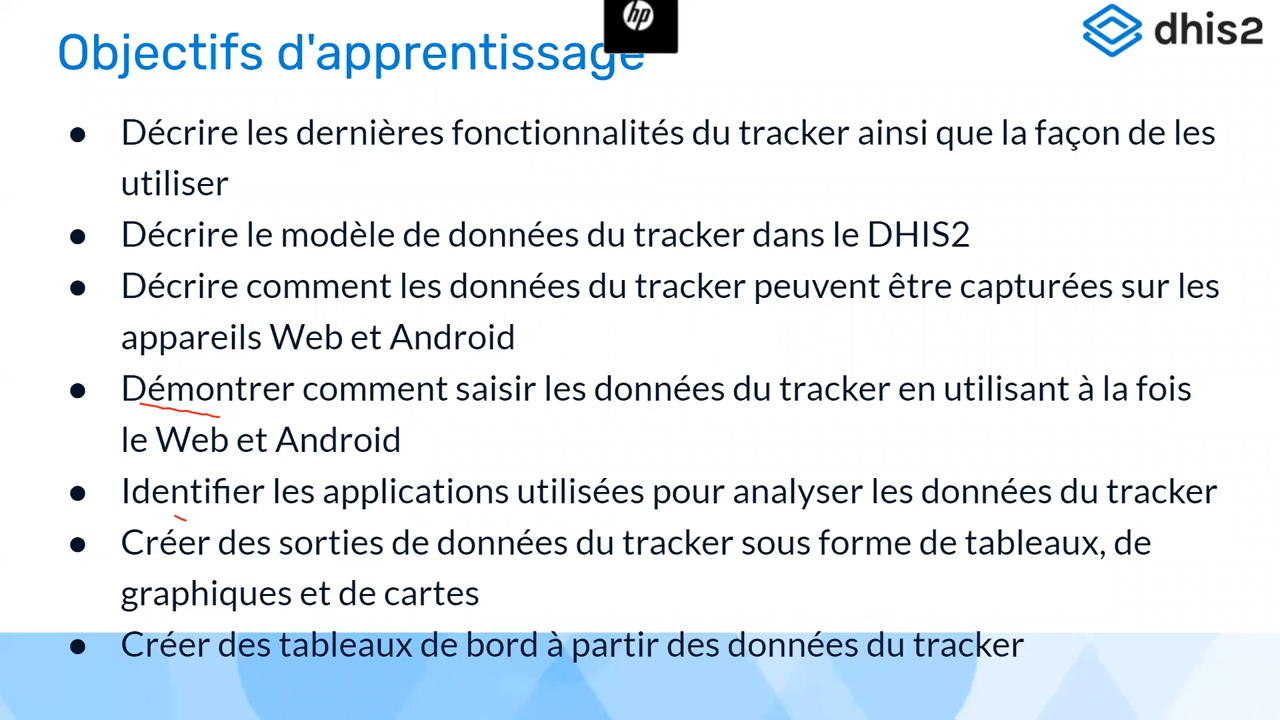 hp
Objectifs d'apprentissage
dhis2
● Décrire les dernières fonctionnalités du tracker ainsi que la façon de les
utiliser
● Décrire le modèle de données du tracker dans le DHIS2
● Décrire comment les données du tracker peuvent être capturées sur les
appareils Web et Android
● Démontrer comment saisir les données du tracker en utilisant à la fois
le Web et Android
● Identifier les applications utilisées pour analyser les données du tracker
● Créer des sorties de données du tracker sous forme de tableaux, de
graphiques et de cartes
● Créer des tableaux de bord à partir des données du tracker